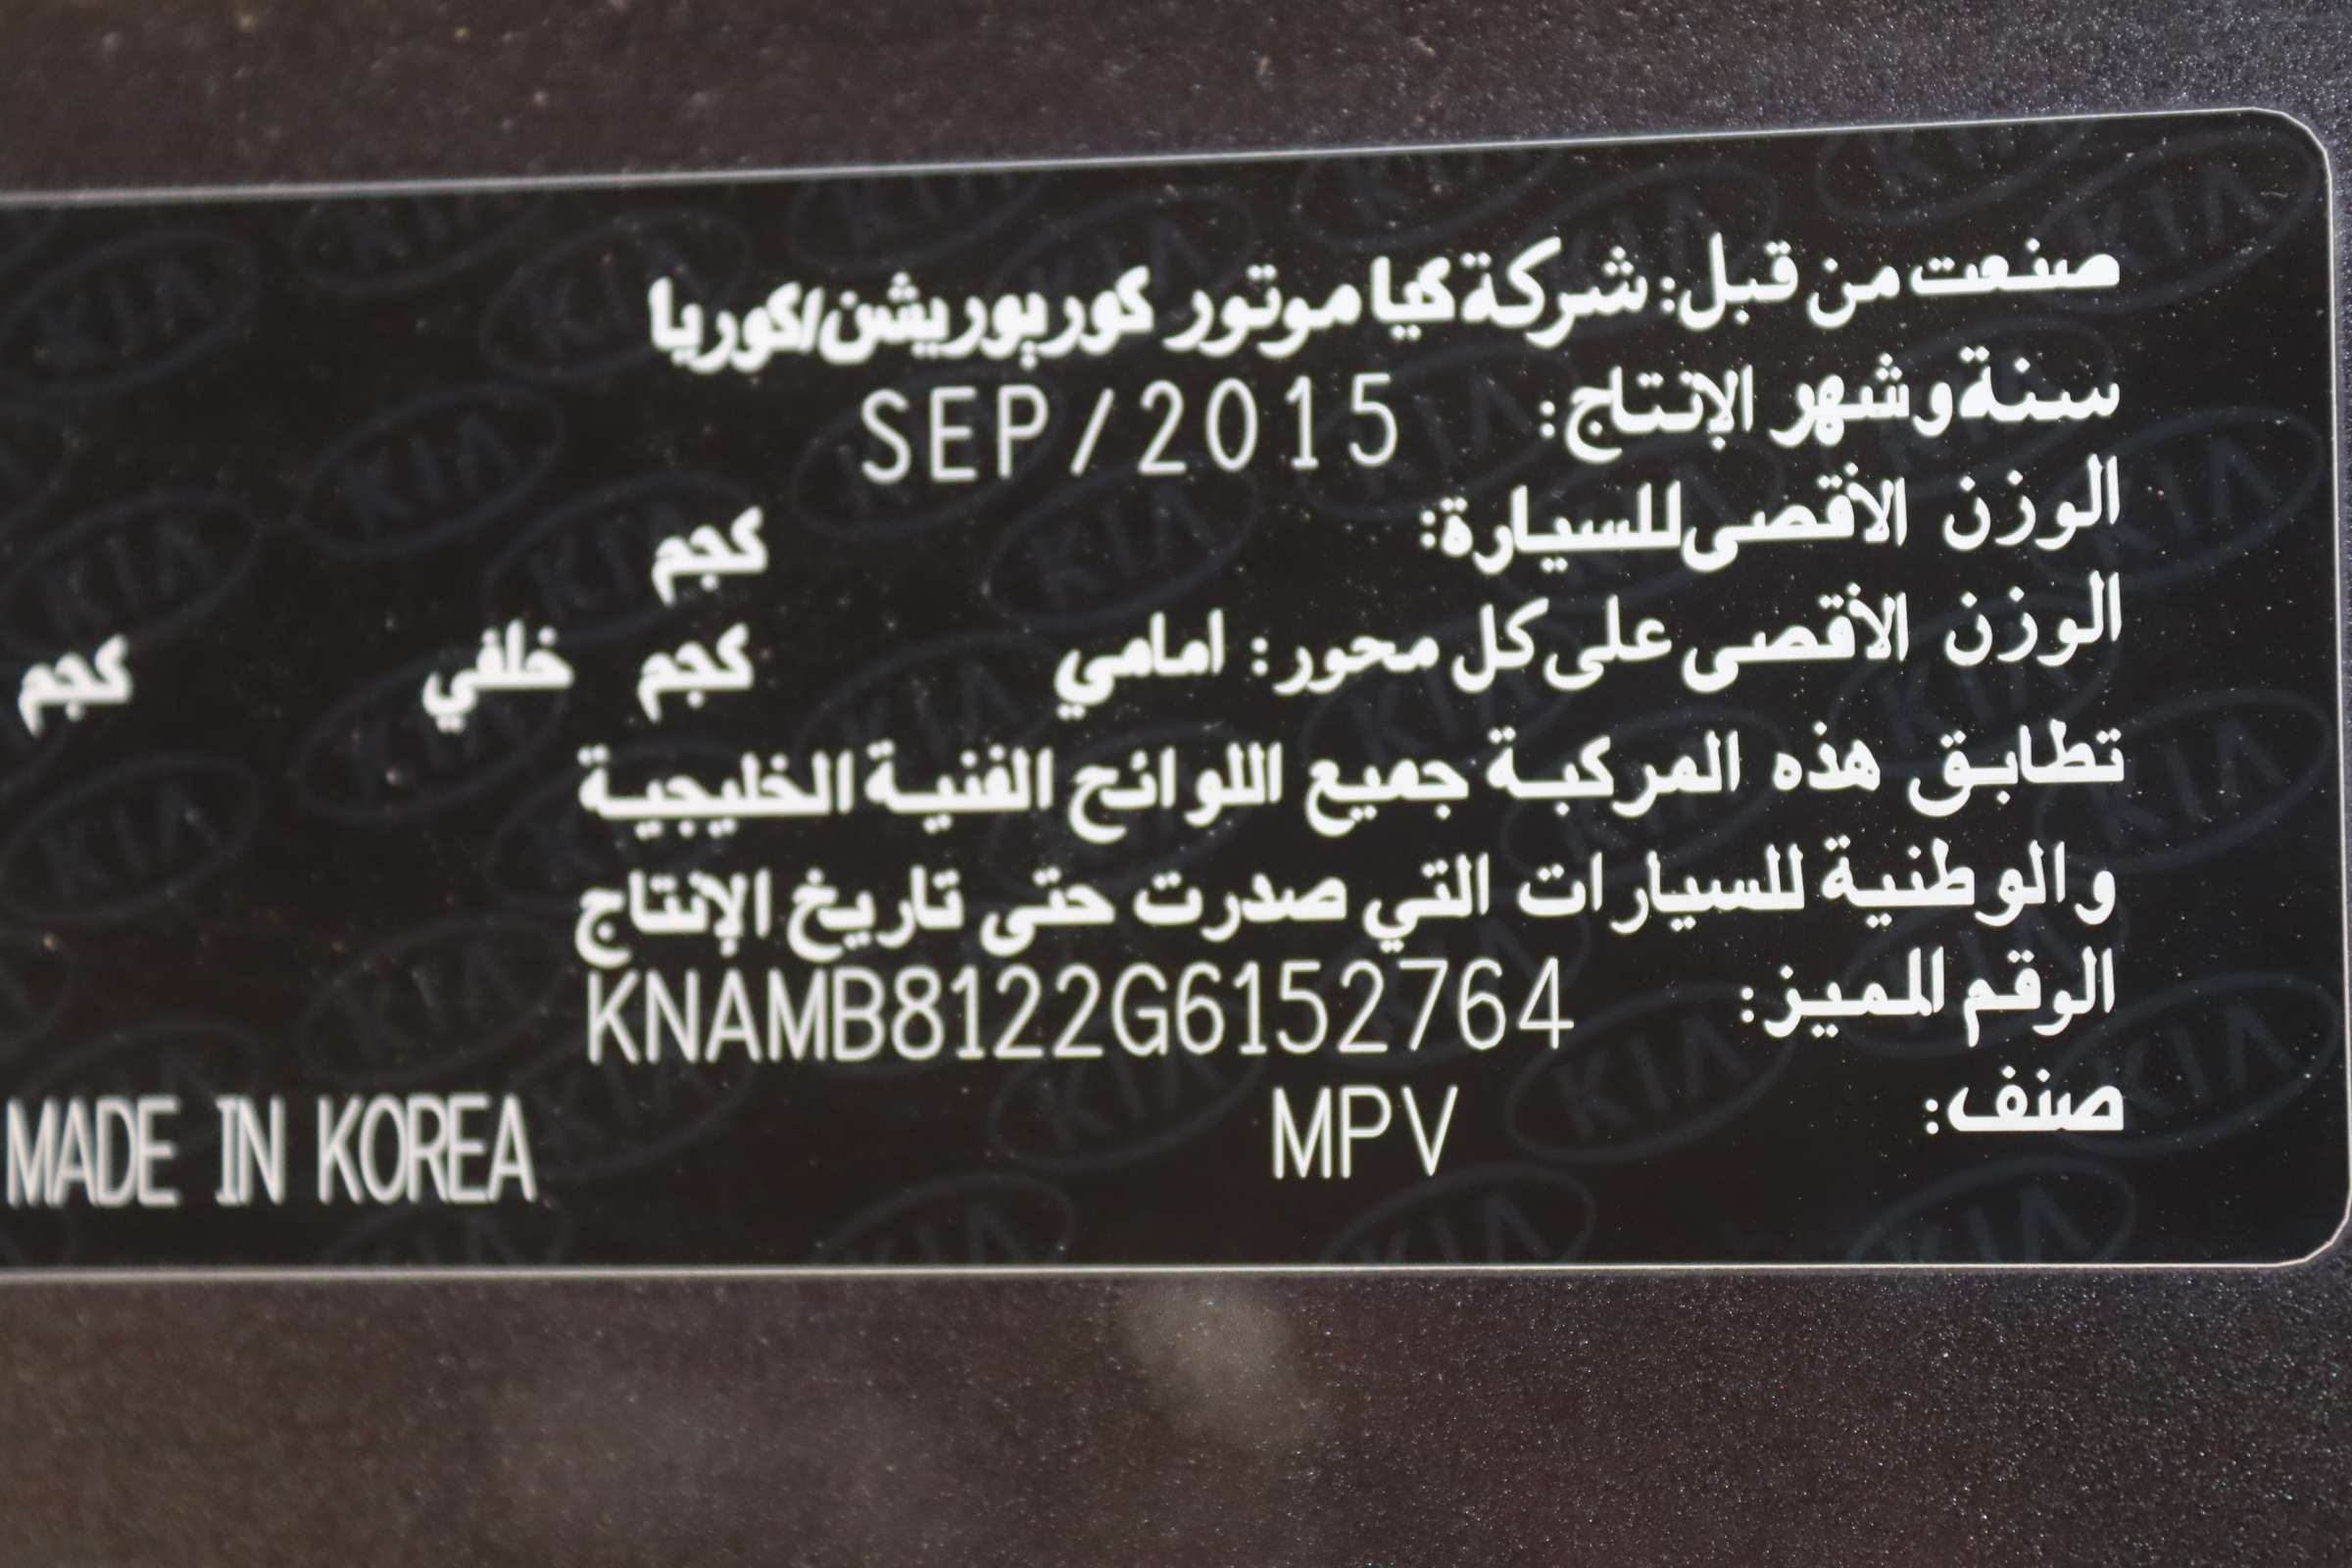 صنعت من قبل: شركة كيا موتور كوربوريشن/كوريا
سنة وشهر الإنتاج: SEP/2015
الوزن الأقصى للسيارة: كجم
الوزن الأقصى على كل محور: امامي كجم خلفي كجم
تطابق هذه المركبة جميع اللوائح الفنية الخليجية
والوطنية للسيارات التي صدرت حتى تاريخ الإنتاج
الوقم المميز: KNAMB8122G6152764
صنف: MPV MADE IN KOREA